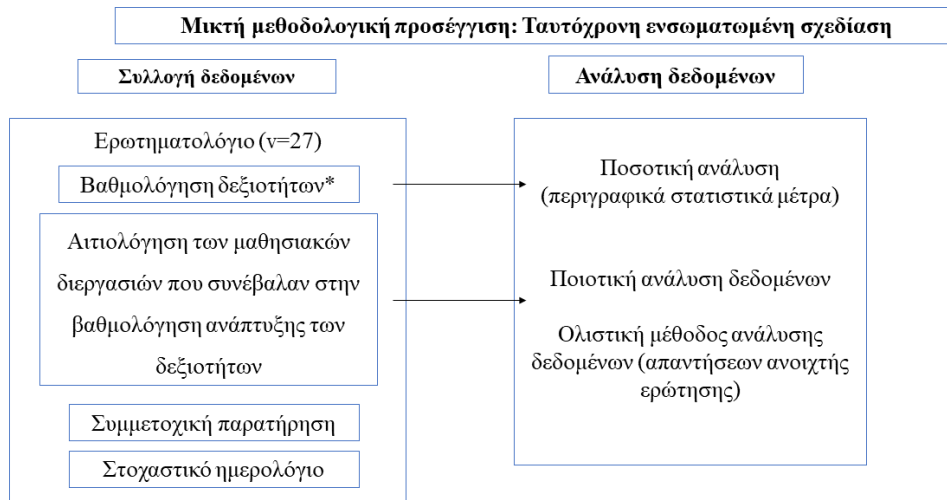 Μικτή μεθοδολογική προσέγγιση: Ταυτόχρονη ενσωματωμένη σχεδίαση
Συλλογή δεδομένων
Ανάλυση δεδομένων
Ερωτηματολόγιο (ν=27)
Βαθμολόγηση δεξιοτήτων*
Αιτιολόγηση των μαθησιακών
διεργασιών που συνέβαλαν στην
βαθμολόγηση ανάπτυξης των
δεξιοτήτων
Συμμετοχική παρατήρηση
Στοχαστικό ημερολόγιο
Ποσοτική ανάλυση
(περιγραφικά στατιστικά μέτρα)
Ποιοτική ανάλυση δεδομένων
Ολιστική μέθοδος ανάλυσης
δεδομένων (απαντήσεων ανοιχτής
ερώτησης)